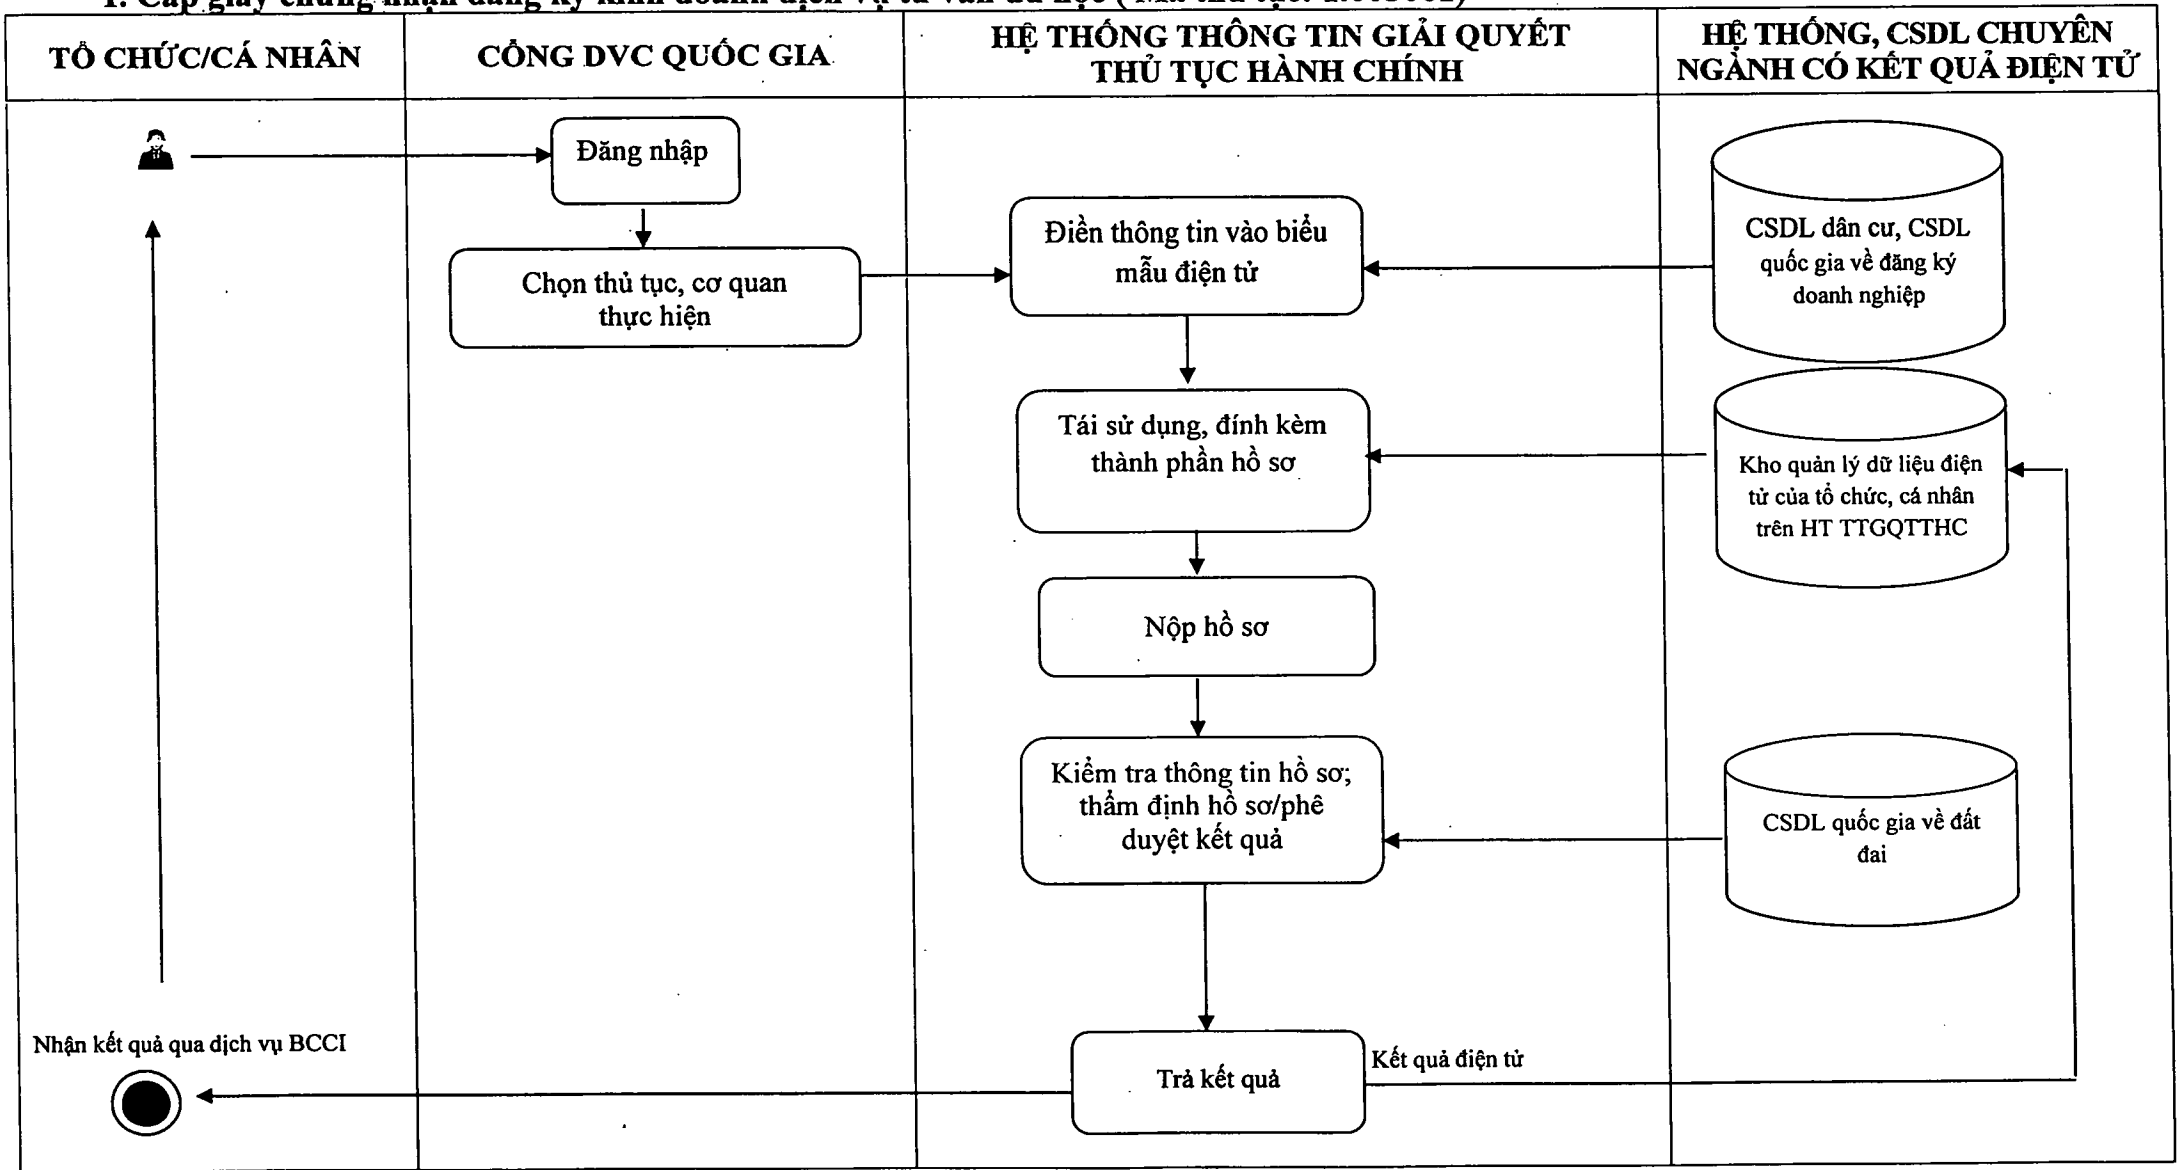 TỔ CHỨC/CÁ NHÂN
CỔNG DVC QUỐC GIA
HỆ THỐNG THÔNG TIN GIẢI QUYẾT
THỦ TỤC HÀNH CHÍNH
HỆ THỐNG, CSDL CHUYÊN
NGÀNH CÓ KẾT QUẢ ĐIỆN TỬ
Đăng nhập
Chọn thủ tục, cơ quan
thực hiện
Điền thông tin vào biểu
mẫu điện tử
CSDL dân cư, CSDL
quốc gia về đăng ký
doanh nghiệp
Tái sử dụng, đính kèm
thành phần hồ sơ
Kho quản lý dữ liệu điện
tử của tổ chức, cá nhân
trên HT TTGQTTHC
Nộp hồ sơ
Kiểm tra thông tin hồ sơ;
thẩm định hồ sơ/phê
duyệt kết quả
CSDL quốc gia về đất
đai
Nhận kết quả qua dịch vụ BCCI
Trả kết quả
Kết quả điện tử